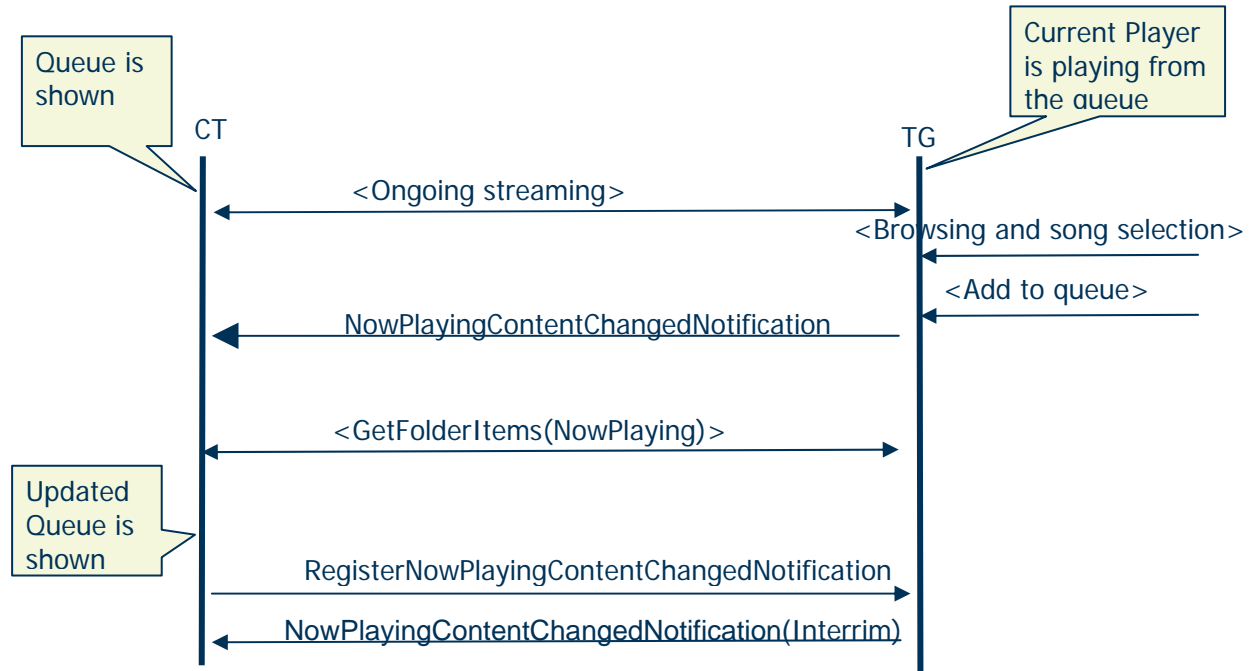 Current Player
is playing from
the queue
Queue is
shown
CT
TG
<Ongoing streaming>
<Browsing and song selection>
<Add to queue>
NowPlayingContentChangedNotification
<GetFolderItems(NowPlaying)>
Updated
Queue is
shown
RegisterNowPlayingContentChangedNotification
NowPlayingContentChangedNotification(Interrim)